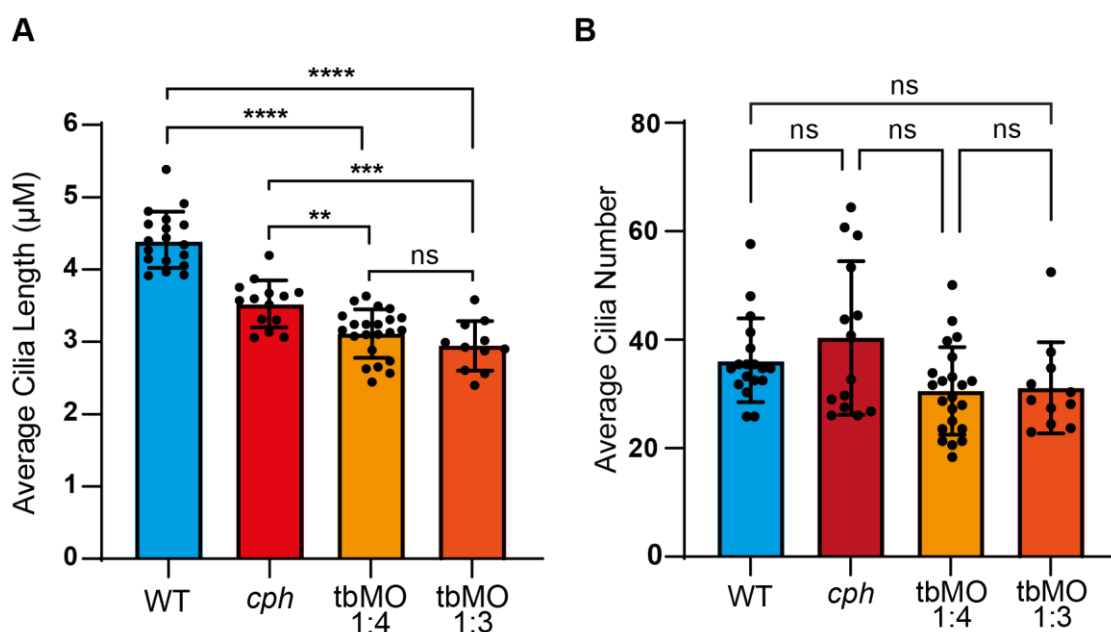 A
Average Cilia Length (μM)
6
5
4
3
2
1
0
****
****
***
**
ns
WT
cph
tbMO
1:4
tbMO
1:3
B
Average Cilia Number
80
60
40
20
0
ns
ns
ns
ns
WT
cph
tbMO
1:4
tbMO
1:3